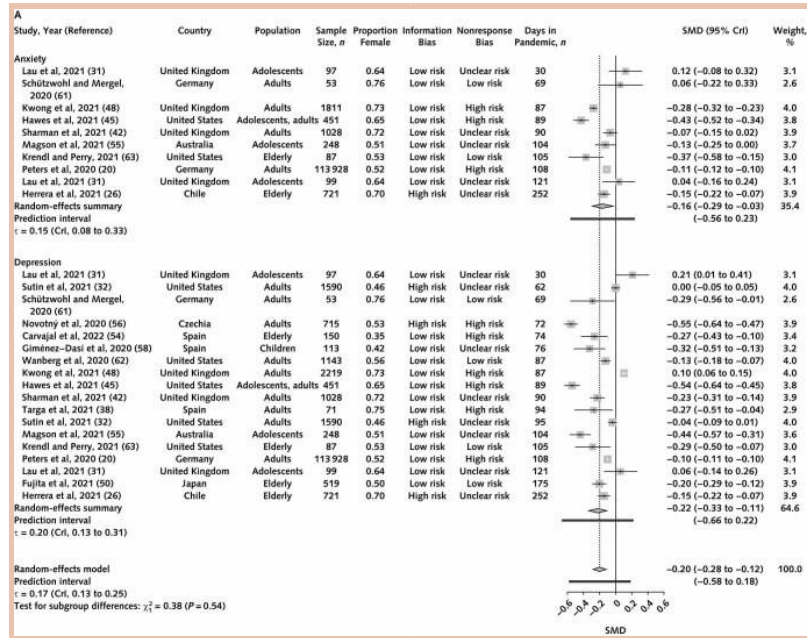 A
Study, Year (Reference) Country Population Sample Size, n Proportion Female Information Bias Nonresponse Bias Days in Pandemic, n SMD (95% CrI) Weight, %
Anxiety
Lau et al, 2021 (31) United Kingdom Adolescents 97 0.64 Low risk Unclear risk 30 0.12 (−0.08 to 0.32) 3.1
Schützwohl and Mergel, 2020 (61) Germany Adults 53 0.76 Low risk Low risk 69 0.06 (−0.22 to 0.33) 2.6
Kwong et al, 2021 (48) United Kingdom Adults 1811 0.73 Low risk High risk 87 −0.28 (−0.32 to −0.23) 4.0
Hawes et al, 2021 (45) United States Adolescents, adults 451 0.65 Low risk High risk 89 −0.43 (−0.52 to −0.34) 3.8
Sharman et al, 2021 (42) United Kingdom Adults 1028 0.72 Low risk Unclear risk 90 −0.07 (−0.15 to 0.02) 3.9
Magson et al, 2021 (55) Australia Adolescents 248 0.51 Low risk Unclear risk 104 −0.13 (−0.25 to 0.00) 3.7
Krendl and Perry, 2021 (63) United States Elderly 87 0.53 Low risk Low risk 105 −0.37 (−0.58 to −0.15) 3.0
Peters et al, 2020 (20) Germany Adults 113 928 0.52 Low risk High risk 108 −0.11 (−0.12 to −0.10) 4.1
Lau et al, 2021 (31) United Kingdom Adolescents 99 0.64 Low risk Unclear risk 121 0.04 (−0.16 to 0.24) 3.1
Herrera et al, 2021 (26) Chile Elderly 721 0.70 High risk Unclear risk 252 −0.15 (−0.22 to −0.07) 3.9
Random-effects summary −0.16 (−0.29 to −0.03) 35.4
Prediction interval (−0.56 to 0.23)
τ = 0.15 (CrI, 0.08 to 0.33)
Depression
Lau et al, 2021 (31) United Kingdom Adolescents 97 0.64 Low risk Unclear risk 30 0.21 (0.01 to 0.41) 3.1
Sutin et al, 2021 (32) United States Adults 1590 0.46 High risk Unclear risk 62 0.00 (−0.05 to 0.05) 4.0
Schützwohl and Mergel, 2020 (61) Germany Adults 53 0.76 Low risk Low risk 69 −0.29 (−0.56 to −0.01) 2.6
Novotný et al, 2020 (56) Czechia Adults 715 0.53 High risk High risk 72 −0.55 (−0.64 to −0.47) 3.9
Carvajal et al, 2022 (54) Spain Elderly 150 0.35 Low risk High risk 74 −0.27 (−0.43 to −0.10) 3.4
Giménez-Dasí et al, 2020 (58) Spain Children 113 0.42 Low risk Unclear risk 76 −0.32 (−0.51 to −0.13) 3.2
Wanberg et al, 2020 (62) United States Adults 1143 0.56 Low risk Low risk 87 −0.13 (−0.18 to −0.07) 4.0
Kwong et al, 2021 (48) United Kingdom Adults 2219 0.73 Low risk High risk 87 0.10 (0.06 to 0.15) 4.0
Hawes et al, 2021 (45) United States Adolescents, adults 451 0.65 Low risk High risk 89 −0.54 (−0.64 to −0.45) 3.8
Sharman et al, 2021 (42) United Kingdom Adults 1028 0.72 Low risk Unclear risk 90 −0.23 (−0.31 to −0.14) 3.9
Targa et al, 2021 (38) Spain Adults 71 0.75 Low risk High risk 94 −0.27 (−0.51 to −0.04) 2.9
Sutin et al, 2021 (32) United States Adults 1590 0.46 High risk Unclear risk 95 −0.04 (−0.09 to 0.01) 4.0
Magson et al, 2021 (55) Australia Adolescents 248 0.51 Low risk Unclear risk 104 −0.44 (−0.57 to −0.31) 3.6
Krendl and Perry, 2021 (63) United States Elderly 87 0.53 Low risk Low risk 105 −0.29 (−0.50 to −0.07) 3.0
Peters et al, 2020 (20) Germany Adults 113 928 0.52 Low risk High risk 108 −0.10 (−0.11 to −0.10) 4.1
Lau et al, 2021 (31) United Kingdom Adolescents 99 0.64 Low risk Unclear risk 121 0.06 (−0.14 to 0.26) 3.1
Fujita et al, 2021 (50) Japan Elderly 519 0.50 Low risk Low risk 175 −0.20 (−0.29 to −0.12) 3.9
Herrera et al, 2021 (26) Chile Elderly 721 0.70 High risk Unclear risk 252 −0.15 (−0.22 to −0.07) 3.9
Random-effects summary −0.22 (−0.33 to −0.11) 64.6
Prediction interval (−0.66 to 0.22)
τ = 0.20 (CrI, 0.13 to 0.31)
Random-effects model −0.20 (−0.28 to −0.12) 100.0
Prediction interval (−0.58 to 0.18)
τ = 0.17 (CrI, 0.13 to 0.25)
Test for subgroup differences: χ²₁ = 0.38 (P = 0.54)
−0.6 −0.4 −0.2 0 0.2 0.4 0.6
SMD